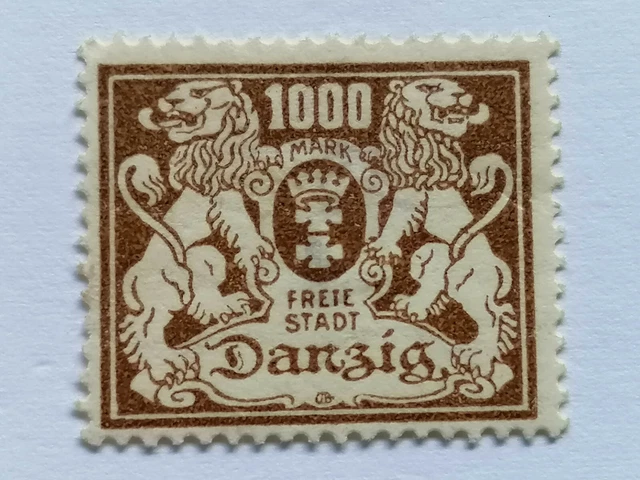 1000
MARK
FREIE
STADT
Danzig